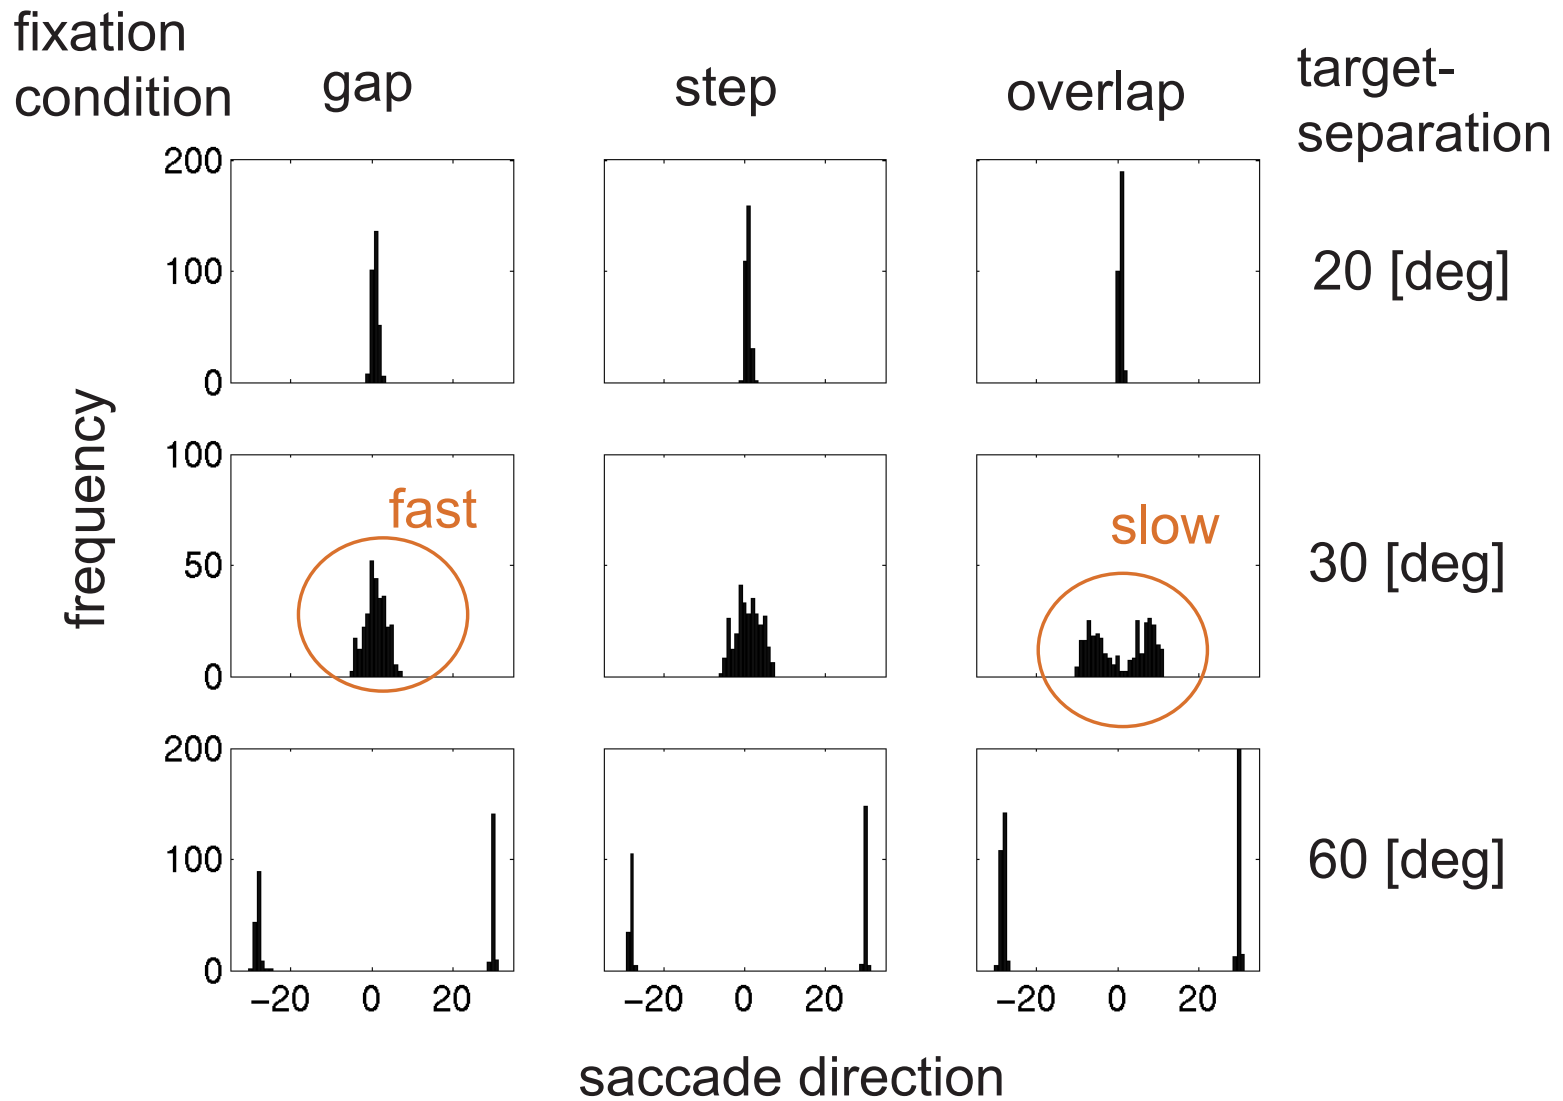 fixation
condition
gap
step
overlap
target-
separation
200
100
0
20 [deg]
frequency
100
50
0
fast
slow
30 [deg]
200
100
0
60 [deg]
−20 0 20
−20 0 20
−20 0 20
saccade direction